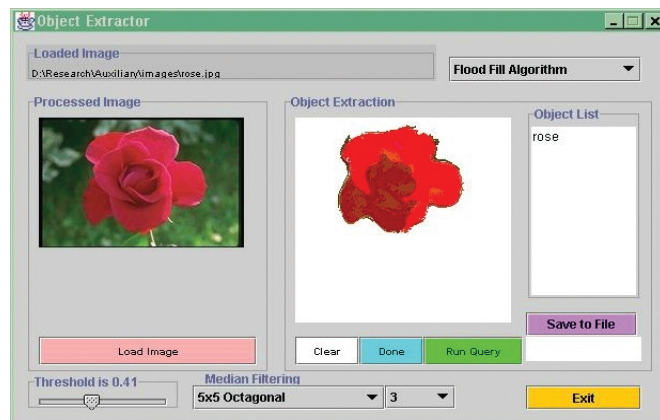 Object Extractor
Loaded Image
D:\Research\Auxiliary\images\rose.jpg
Flood Fill Algorithm
Processed Image
Object Extraction
Object List
rose
Save to File
Load Image
Clear
Done
Run Query
Threshold is 0.41
Median Filtering
5x5 Octagonal
3
Exit